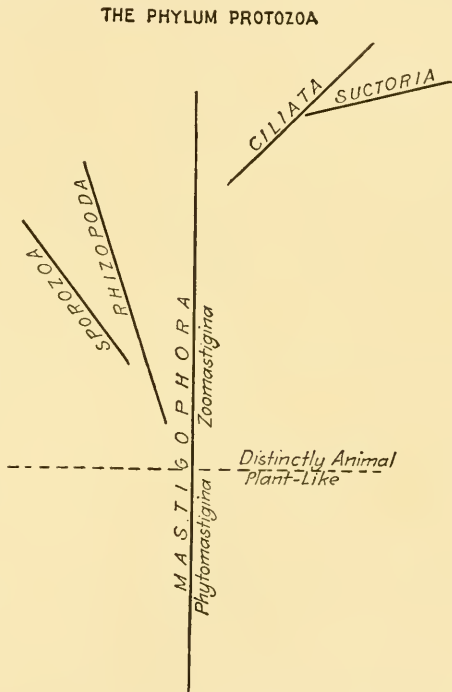 THE PHYLUM PROTOZOA
CILIATA
SUCTORIA
RHIZOPODA
SPOROZOA
MASTIGOPHORA
Zoomastigina
Distinctly Animal
Plant-Like
Phytomastigina